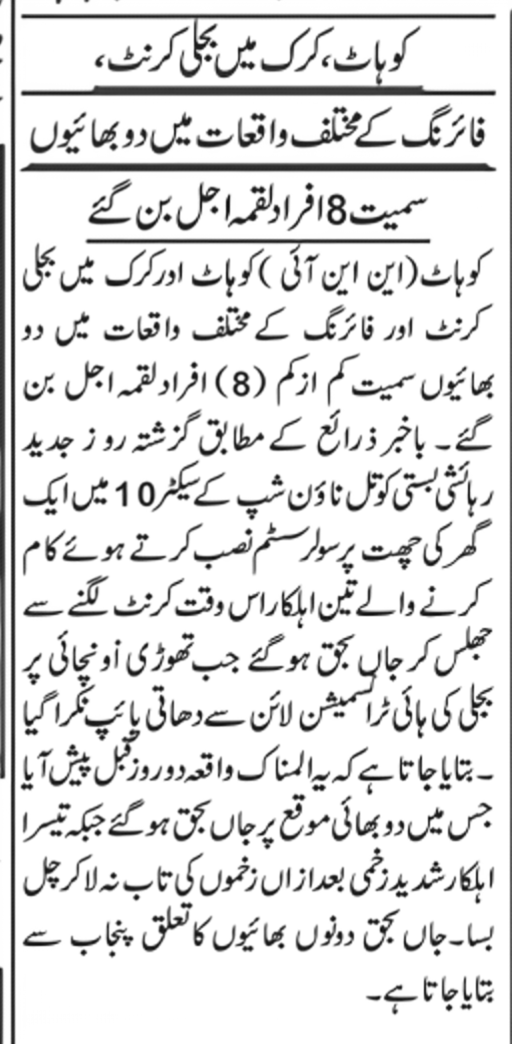 کوہاٹ، کرک میں بجلی کرنٹ،
فائرنگ کے مختلف واقعات میں دو بھائیوں
سمیت 8 افراد لقمہ اجل بن گئے
کوہاٹ (این این آئی) کوہاٹ اور کرک میں بجلی
کرنٹ اور فائرنگ کے مختلف واقعات میں دو
بھائیوں سمیت کم از کم (8) افراد لقمہ اجل بن
گئے۔ باخبر ذرائع کے مطابق گزشتہ روز جدید
رہائشی بستی کوتل ٹاؤن شپ کے سیکٹر 10 میں ایک
گھر کی چھت پر سولر سسٹم نصب کرتے ہوئے کام
کرنے والے تین اہلکار اس وقت کرنٹ لگنے سے
جھلس کر جاں بحق ہو گئے جب تھوڑی اونچائی پر
بجلی کی ہائی ٹرانسمیشن لائن سے دھاتی پائپ ٹکرا گیا
۔ بتایا جاتا ہے کہ یہ المناک واقعہ دو روز قبل پیش آیا
جس میں دو بھائی موقع پر جاں بحق ہو گئے جبکہ تیسرا
اہلکار شدید زخمی بعد ازاں زخموں کی تاب نہ لا کر چل
بسا۔ جاں بحق دونوں بھائیوں کا تعلق پنجاب سے
بتایا جاتا ہے۔